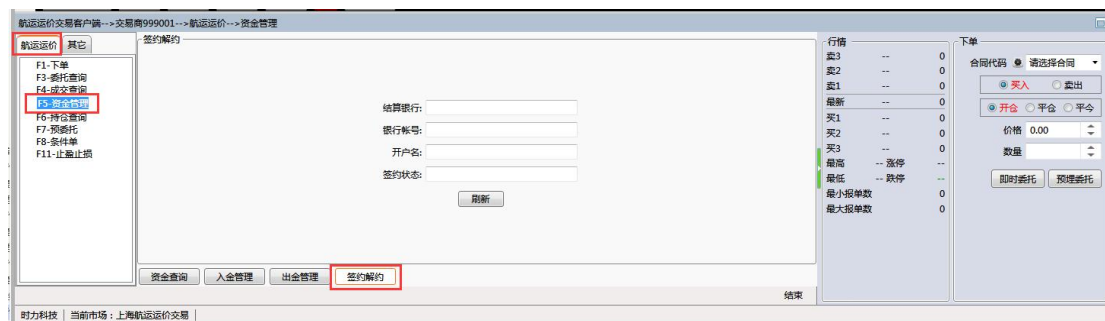 航运运价交易客户端-->交易商999001-->航运运价-->资金管理
航运运价 其它
F1-下单
F3-委托查询
F4-成交查询
F5-资金管理
F6-持仓查询
F7-预委托
F8-条件单
F11-止盈止损
签约解约
结算银行:
银行帐号:
开户名:
签约状态:
刷新
资金查询 入金管理 出金管理 签约解约
结束
行情
卖3 -- 0
卖2 -- 0
卖1 -- 0
最新 -- 0
买1 -- 0
买2 -- 0
买3 -- 0
最高 -- 涨停 --
最低 -- 跌停 --
最小报单数 0
最大报单数 0
下单
合同代码 请选择合同
买入 卖出
开仓 平仓 平今
价格 0.00
数量
即时委托 预埋委托
时力科技 当前市场：上海航运运价交易